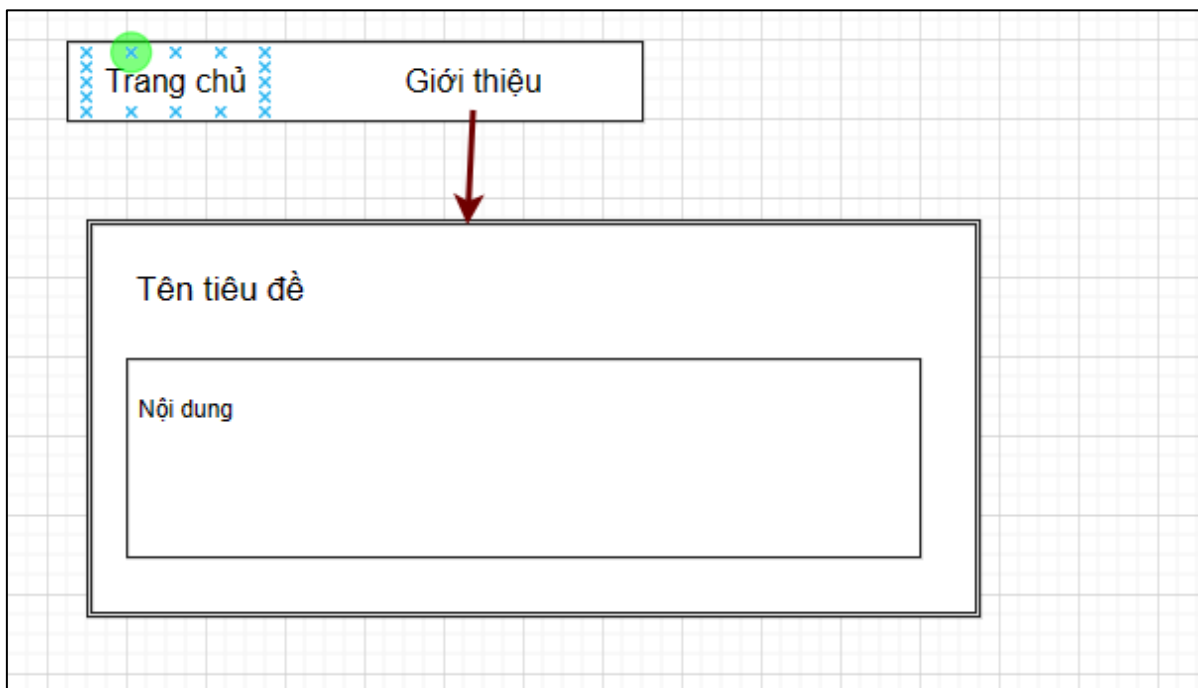 Trang chủ
Giới thiệu
Tên tiêu đề
Nội dung